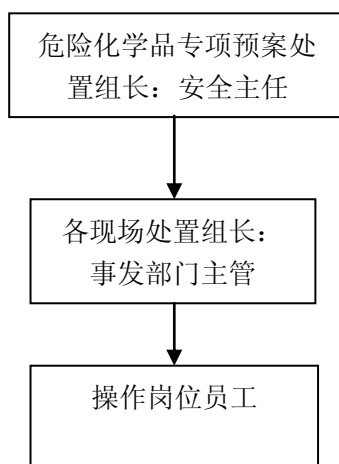 危险化学品专项预案处
置组长：安全主任
各现场处置组长：
事发部门主管
操作岗位员工